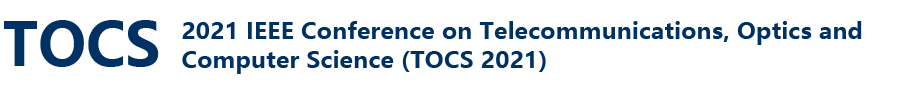 TOCS
2021 IEEE Conference on Telecommunications, Optics and
Computer Science (TOCS 2021)